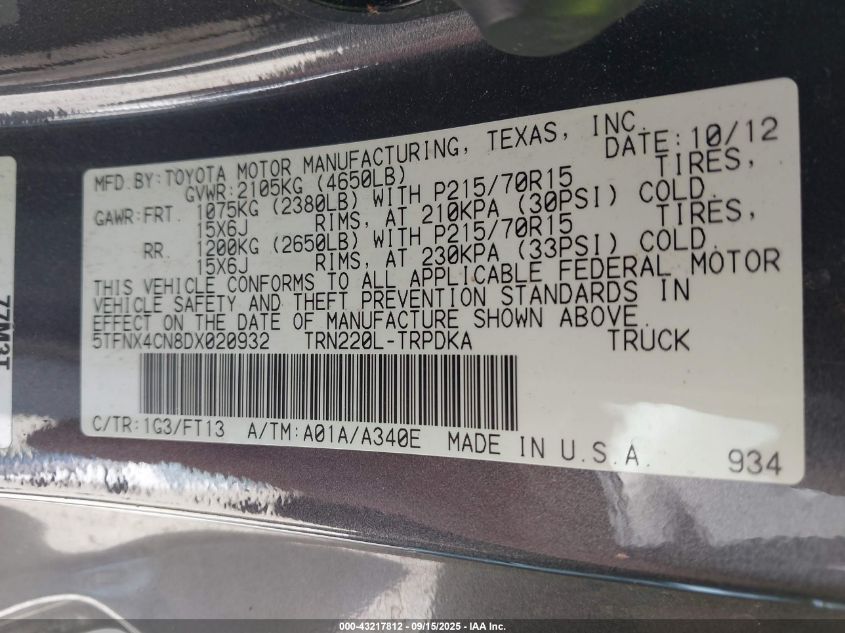 MFD. BY: TOYOTA MOTOR MANUFACTURING, TEXAS, INC.
DATE: 10/12
GVWR: 2105KG (4650LB)
GAWR: FRT. 1075KG (2380LB) WITH P215/70R15 TIRES,
15X6J RIMS, AT 210KPA (30PSI) COLD.
RR. 1200KG (2650LB) WITH P215/70R15 TIRES,
15X6J RIMS, AT 230KPA (33PSI) COLD.
THIS VEHICLE CONFORMS TO ALL APPLICABLE FEDERAL MOTOR
VEHICLE SAFETY AND THEFT PREVENTION STANDARDS IN
EFFECT ON THE DATE OF MANUFACTURE SHOWN ABOVE.
5TFNX4CN8DX020932 TRN220L-TRPDKA TRUCK
C/TR: 1G3/FT13 A/TM: A01A/A340E MADE IN U.S.A.
934
77M3T
000-43217812 - 09/15/2025 - IAA Inc.